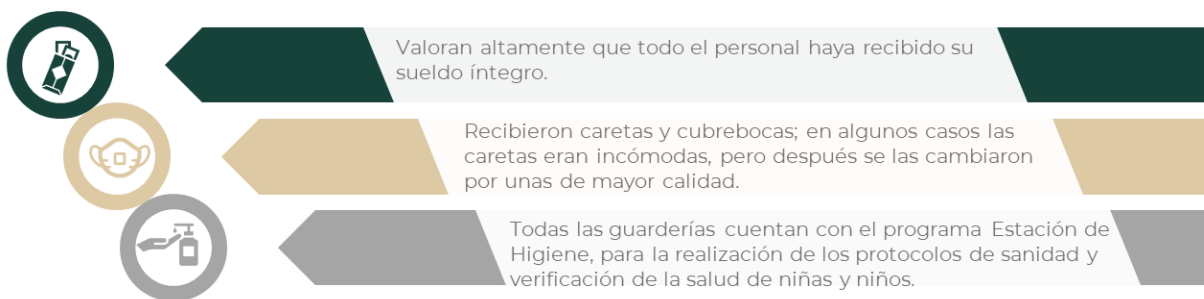 Valoran altamente que todo el personal haya recibido su
sueldo íntegro.
Recibieron caretas y cubrebocas; en algunos casos las
caretas eran incómodas, pero después se las cambiaron
por unas de mayor calidad.
Todas las guarderías cuentan con el programa Estación de
Higiene, para la realización de los protocolos de sanidad y
verificación de la salud de niñas y niños.